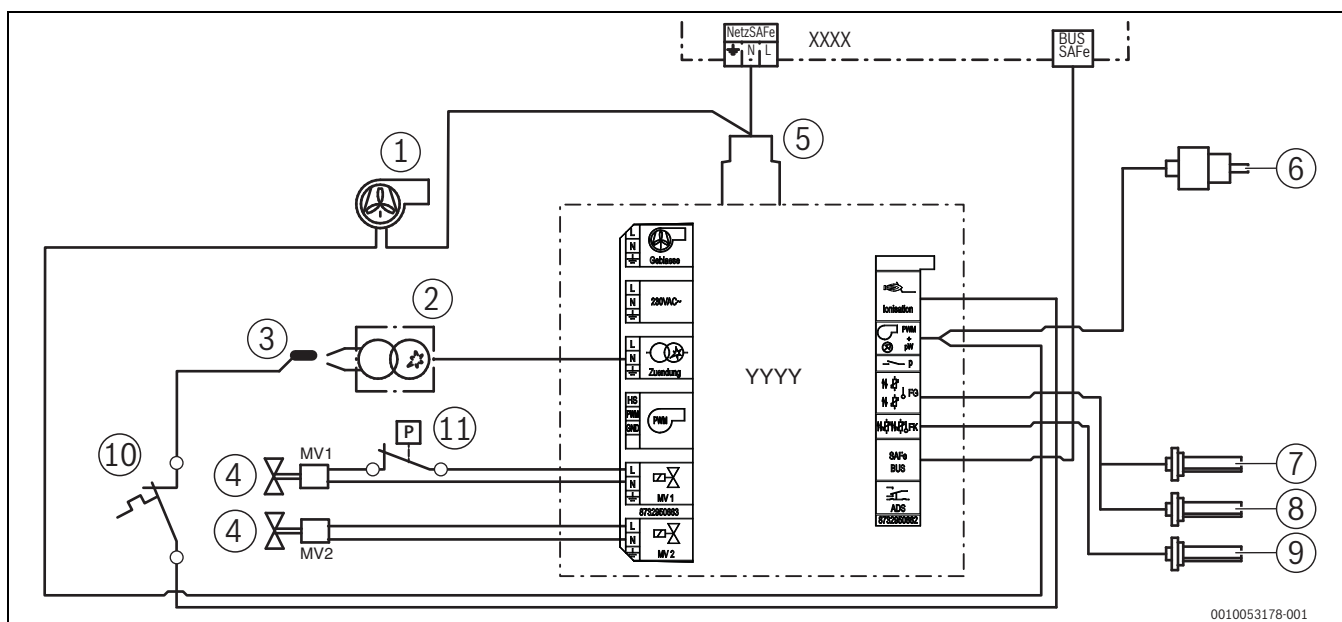 NetzSAFe
N L
XXXX
BUS
SAFe
1
5
6
2
3
L
N
Geblaese
L
N
230VAC~
L
N
Zuendung
HS
PWM
GND
PWM
YYYY
Ionisation
PWM
+
pW
P
FG
FK
SAFe
BUS
ADS
8732950662
10
11
P
4
MV1
L
N
MV 1
8732950663
4
MV2
L
N
MV 2
7
8
9
0010053178-001